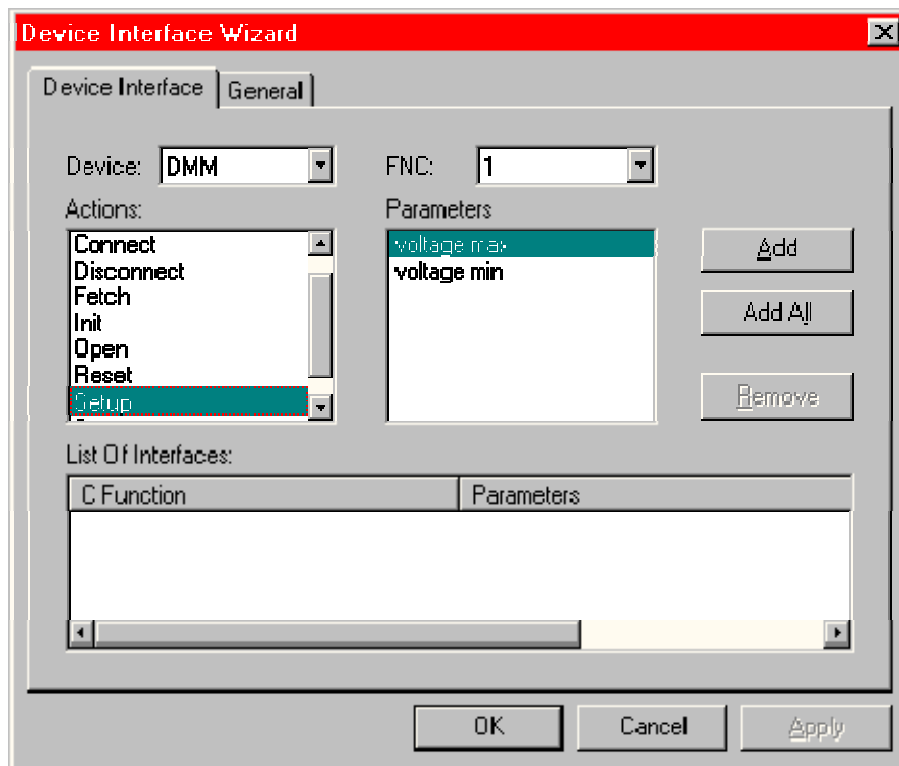 Device Interface Wizard
Device Interface General
Device: DMM FNC: 1
Actions: Parameters
Connect
Disconnect
Fetch
Init
Open
Reset
Setup
voltage max
voltage min
Add
Add All
Remove
List Of Interfaces:
C Function Parameters
OK Cancel Apply